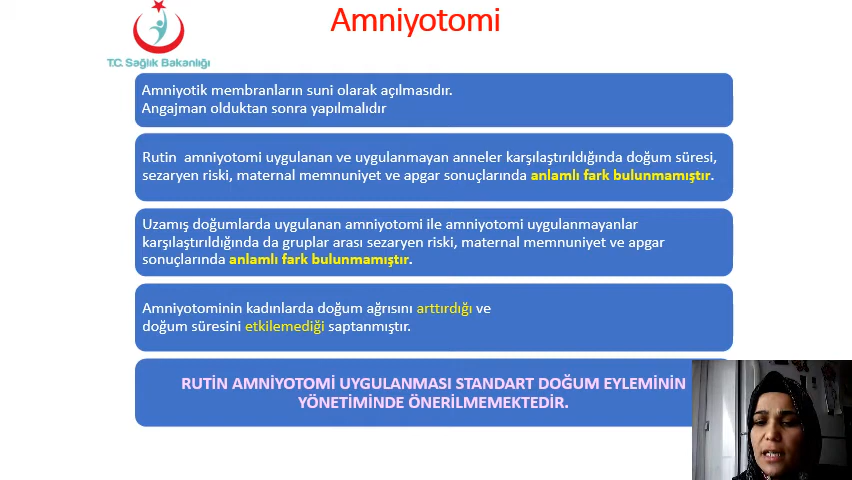 Amniyotomi
T.C. Sağlık Bakanlığı
Amniyotik membranların suni olarak açılmasıdır.
Angajman olduktan sonra yapılmalıdır
Rutin amniyotomi uygulanan ve uygulanmayan anneler karşılaştırıldığında doğum süresi,
sezaryen riski, maternal memnuniyet ve apgar sonuçlarında anlamlı fark bulunmamıştır.
Uzamış doğumlarda uygulanan amniyotomi ile amniyotomi uygulanmayanlar
karşılaştırıldığında da gruplar arası sezaryen riski, maternal memnuniyet ve apgar
sonuçlarında anlamlı fark bulunmamıştır.
Amniyotominin kadınlarda doğum ağrısını arttırdığı ve
doğum süresini etkilemediği saptanmıştır.
RUTİN AMNİYOTOMİ UYGULANMASI STANDART DOĞUM EYLEMİNİN
YÖNETİMİNDE ÖNERİLMEMEKTEDİR.